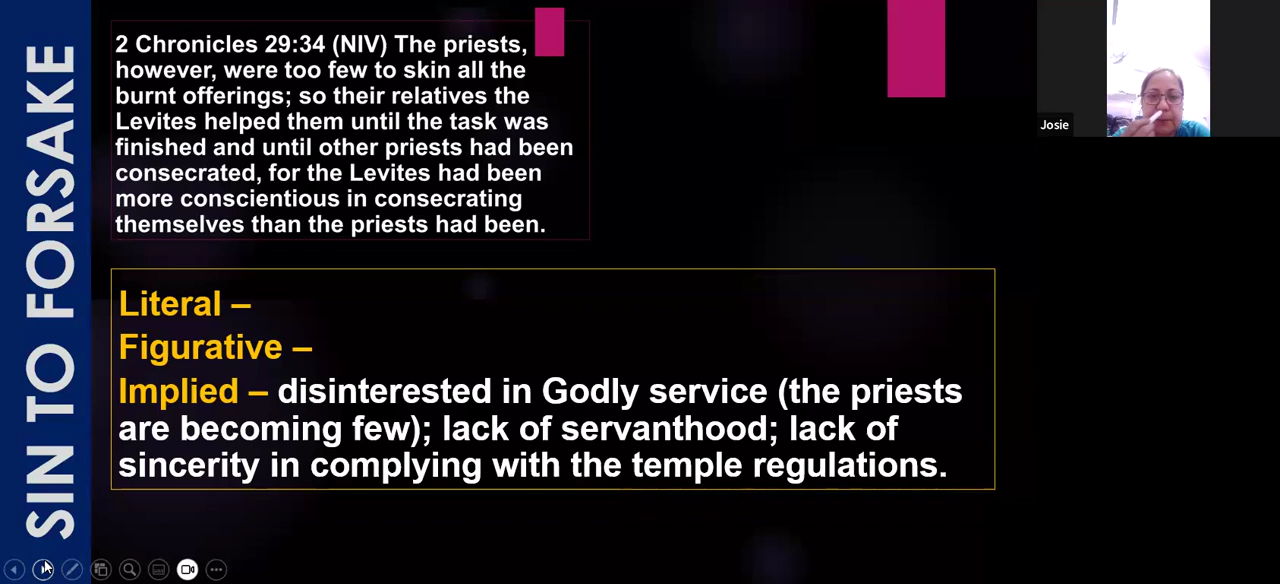 SIN TO FORSAKE
2 Chronicles 29:34 (NIV) The priests,
however, were too few to skin all the
burnt offerings; so their relatives the
Levites helped them until the task was
finished and until other priests had been
consecrated, for the Levites had been
more conscientious in consecrating
themselves than the priests had been.
Literal –
Figurative –
Implied – disinterested in Godly service (the priests
are becoming few); lack of servanthood; lack of
sincerity in complying with the temple regulations.
Josie